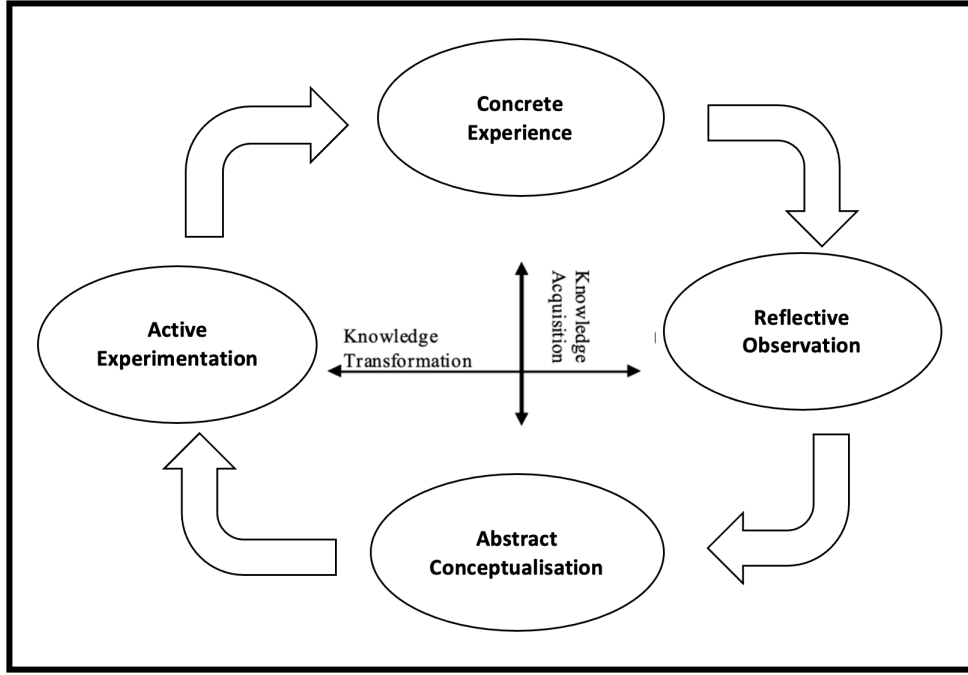 Concrete
Experience
Knowledge
Acquisition
Reflective
Observation
Active
Experimentation
Knowledge
Transformation
Abstract
Conceptualisation